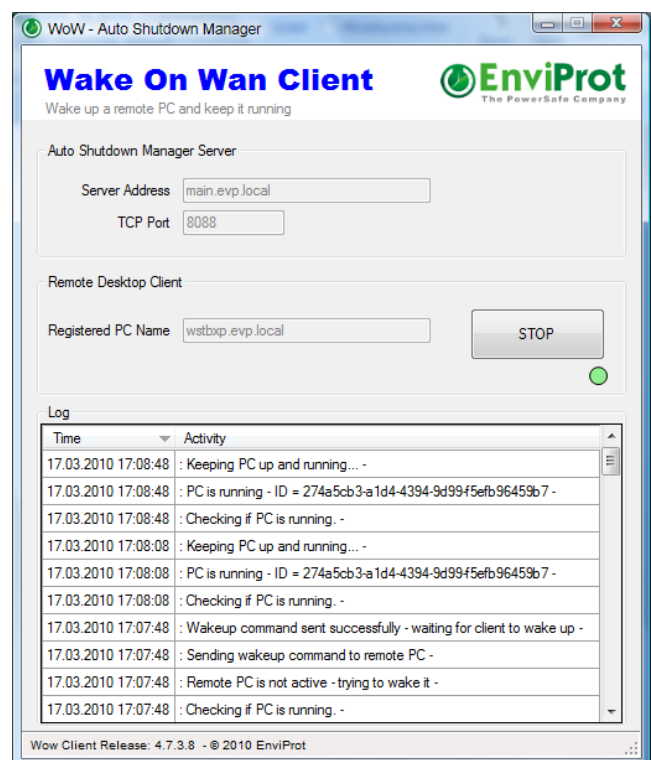 WoW - Auto Shutdown Manager
Wake On Wan Client
EnviProt
The PowerSafe Company
Wake up a remote PC and keep it running
Auto Shutdown Manager Server
Server Address main.evp.local
TCP Port 8088
Remote Desktop Client
Registered PC Name wstbxp.evp.local
STOP
Log
Time Activity
17.03.2010 17:08:48 : Keeping PC up and running... -
17.03.2010 17:08:48 : PC is running - ID = 274a5cb3-a1d4-4394-9d99-f5efb96459b7 -
17.03.2010 17:08:48 : Checking if PC is running. -
17.03.2010 17:08:08 : Keeping PC up and running... -
17.03.2010 17:08:08 : PC is running - ID = 274a5cb3-a1d4-4394-9d99-f5efb96459b7 -
17.03.2010 17:08:08 : Checking if PC is running. -
17.03.2010 17:07:48 : Wakeup command sent successfully - waiting for client to wake up -
17.03.2010 17:07:48 : Sending wakeup command to remote PC -
17.03.2010 17:07:48 : Remote PC is not active - trying to wake it -
17.03.2010 17:07:48 : Checking if PC is running. -
Wow Client Release: 4.7.3.8 - © 2010 EnviProt